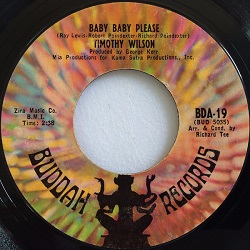 BABY BABY PLEASE
(Ray Lewis-Robert Poindexter-Richard Poindexter)
TIMOTHY WILSON
Produced by George Kerr
Mia Productions for Kama Sutra Productions, Inc.
Zira Music Co.
B.M.I.
Time: 2:38
BDA-19
(BUD 5035)
Arr. & Cond. by
Richard Tee
BUDDAH RECORDS